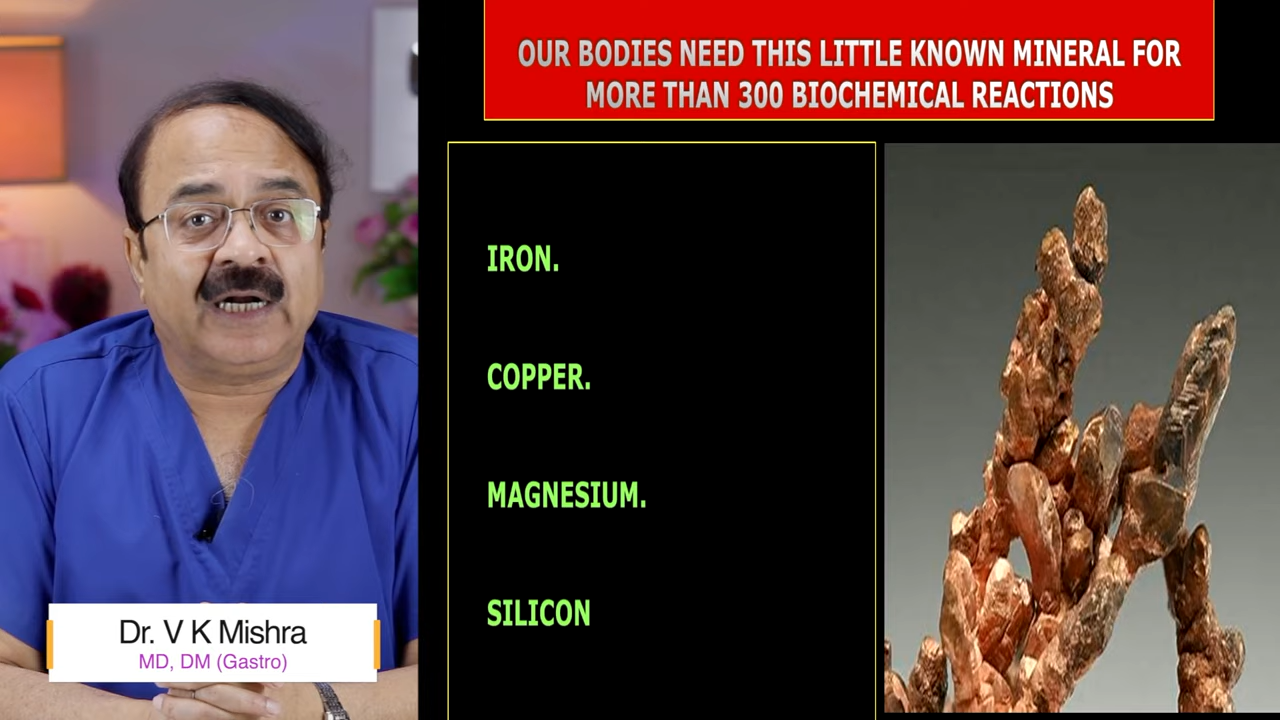 OUR BODIES NEED THIS LITTLE KNOWN MINERAL FOR
MORE THAN 300 BIOCHEMICAL REACTIONS
IRON.
COPPER.
MAGNESIUM.
SILICON
Dr. V K Mishra
MD, DM (Gastro)